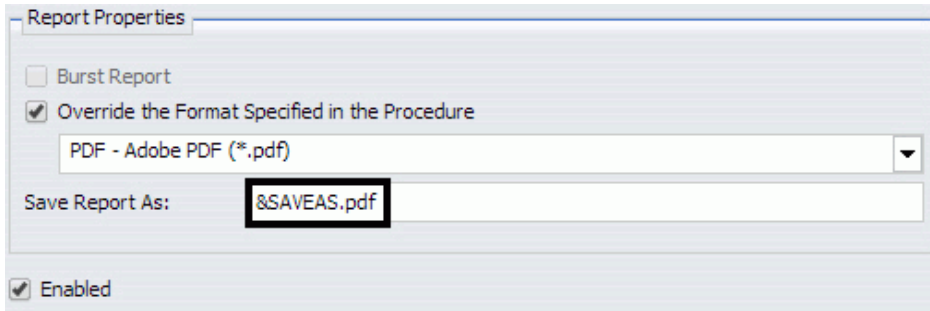 Report Properties
Burst Report
Override the Format Specified in the Procedure
PDF - Adobe PDF (*.pdf)
Save Report As: &SAVEAS.pdf
Enabled